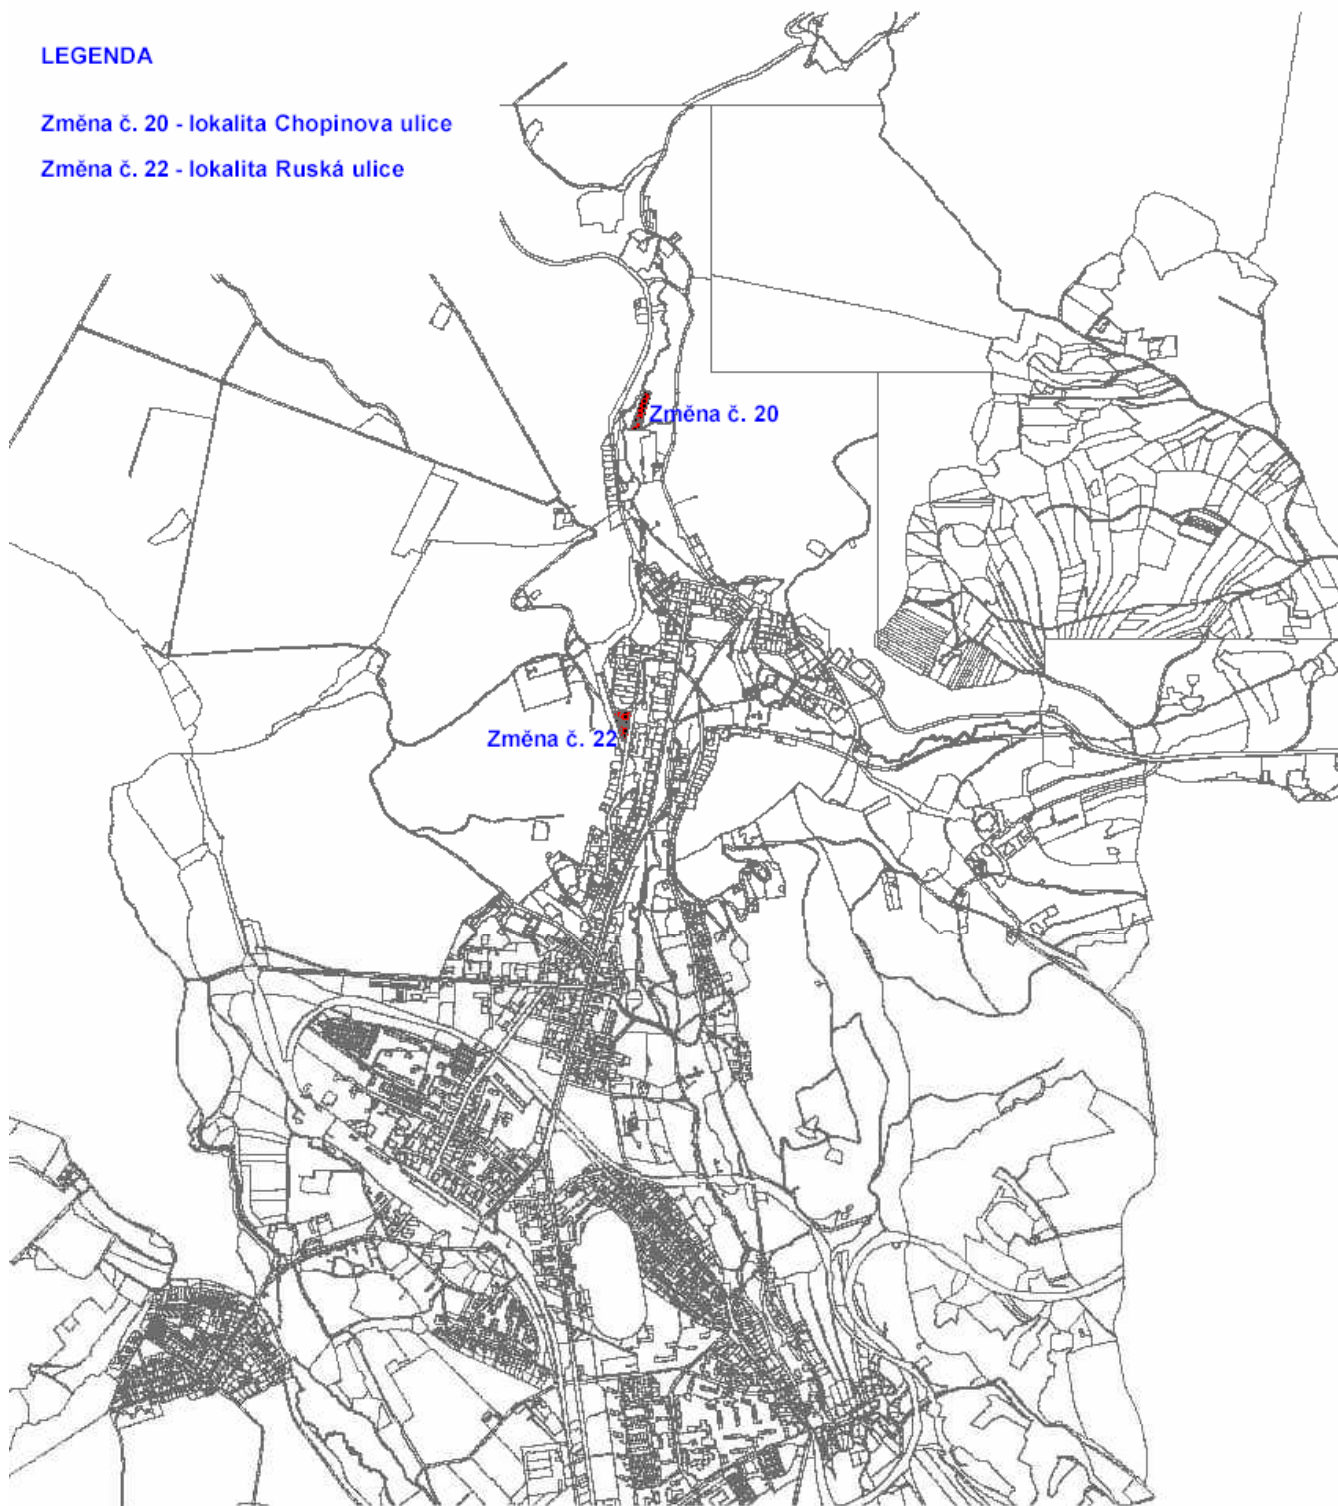 LEGENDA
Změna č. 20 - lokalita Chopinova ulice
Změna č. 22 - lokalita Ruská ulice
Změna č. 20
Změna č. 22